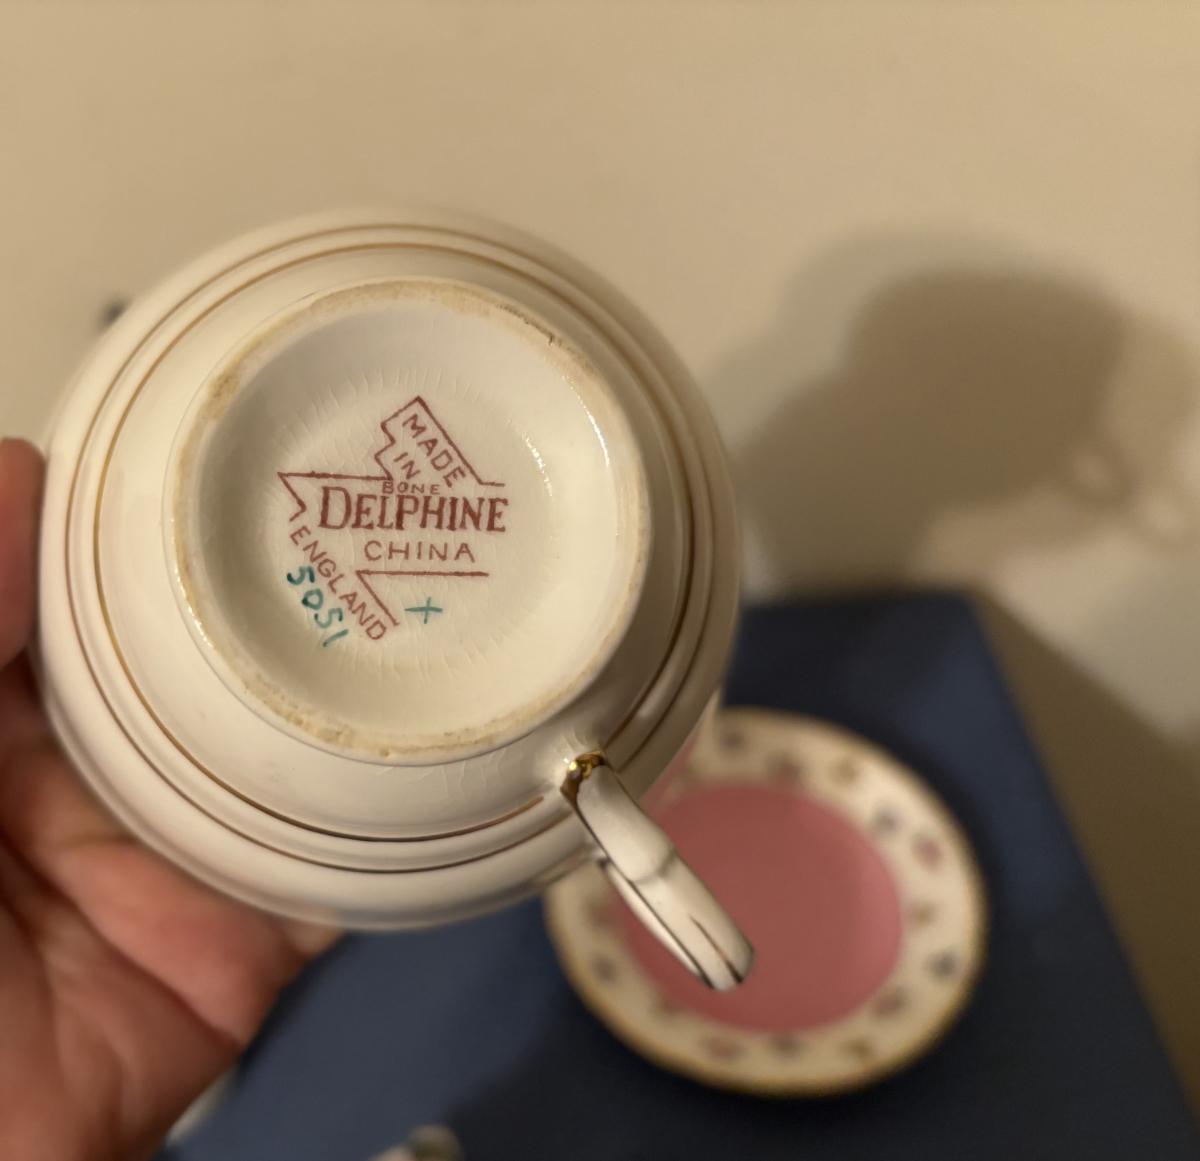 MADE
IN
BONE
DELPHINE
CHINA
ENGLAND
5051
+